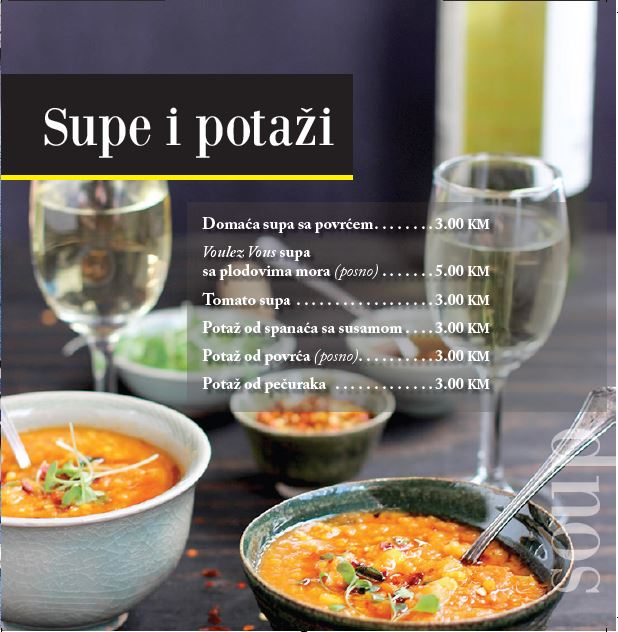 Supe i potaži
Domaća supa sa povrćem........3.00 KM
Voulez Vous supa
sa plodovima mora (posno).......5.00 KM
Tomato supa ...................3.00 KM
Potaž od spanaća sa susamom....3.00 KM
Potaž od povrća (posno)..........3.00 KM
Potaž od pečuraka .............3.00 KM
soup